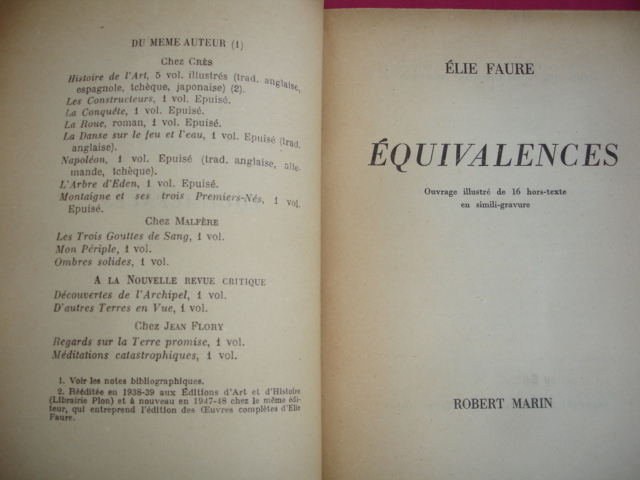 DU MEME AUTEUR (1)
Chez CRÈS
Histoire de l'Art, 5 vol. illustrés (trad. anglaise,
espagnole, tchèque, japonaise) (2).
Les Constructeurs, 1 vol. Epuisé.
La Conquête, 1 vol. Epuisé.
La Roue, roman, 1 vol. Epuisé.
La Danse sur le feu et l'eau, 1 vol. Epuisé (trad.
anglaise).
Napoléon, 1 vol. Epuisé (trad. anglaise, alle-
mande, tchèque).
L'Arbre d'Eden, 1 vol. Epuisé.
Montaigne et ses trois Premiers-Nés, 1 vol.
Epuisé.
Chez MALFÈRE
Les Trois Gouttes de Sang, 1 vol.
Mon Périple, 1 vol.
Ombres solides, 1 vol.
A LA NOUVELLE REVUE CRITIQUE
Découvertes de l'Archipel, 1 vol.
D'autres Terres en Vue, 1 vol.
Chez JEAN FLORY
Regards sur la Terre promise, 1 vol.
Méditations catastrophiques, 1 vol.
1. Voir les notes bibliographiques.
2. Rééditée en 1938-39 aux Editions d'Art et d'Histoire
(Librairie Plon) et à nouveau en 1947-48 chez le même édi-
teur, qui entreprend l'édition des Œuvres complètes d'Elie
Faure.
ÉLIE FAURE
ÉQUIVALENCES
Ouvrage illustré de 16 hors-texte
en simili-gravure
ROBERT MARIN